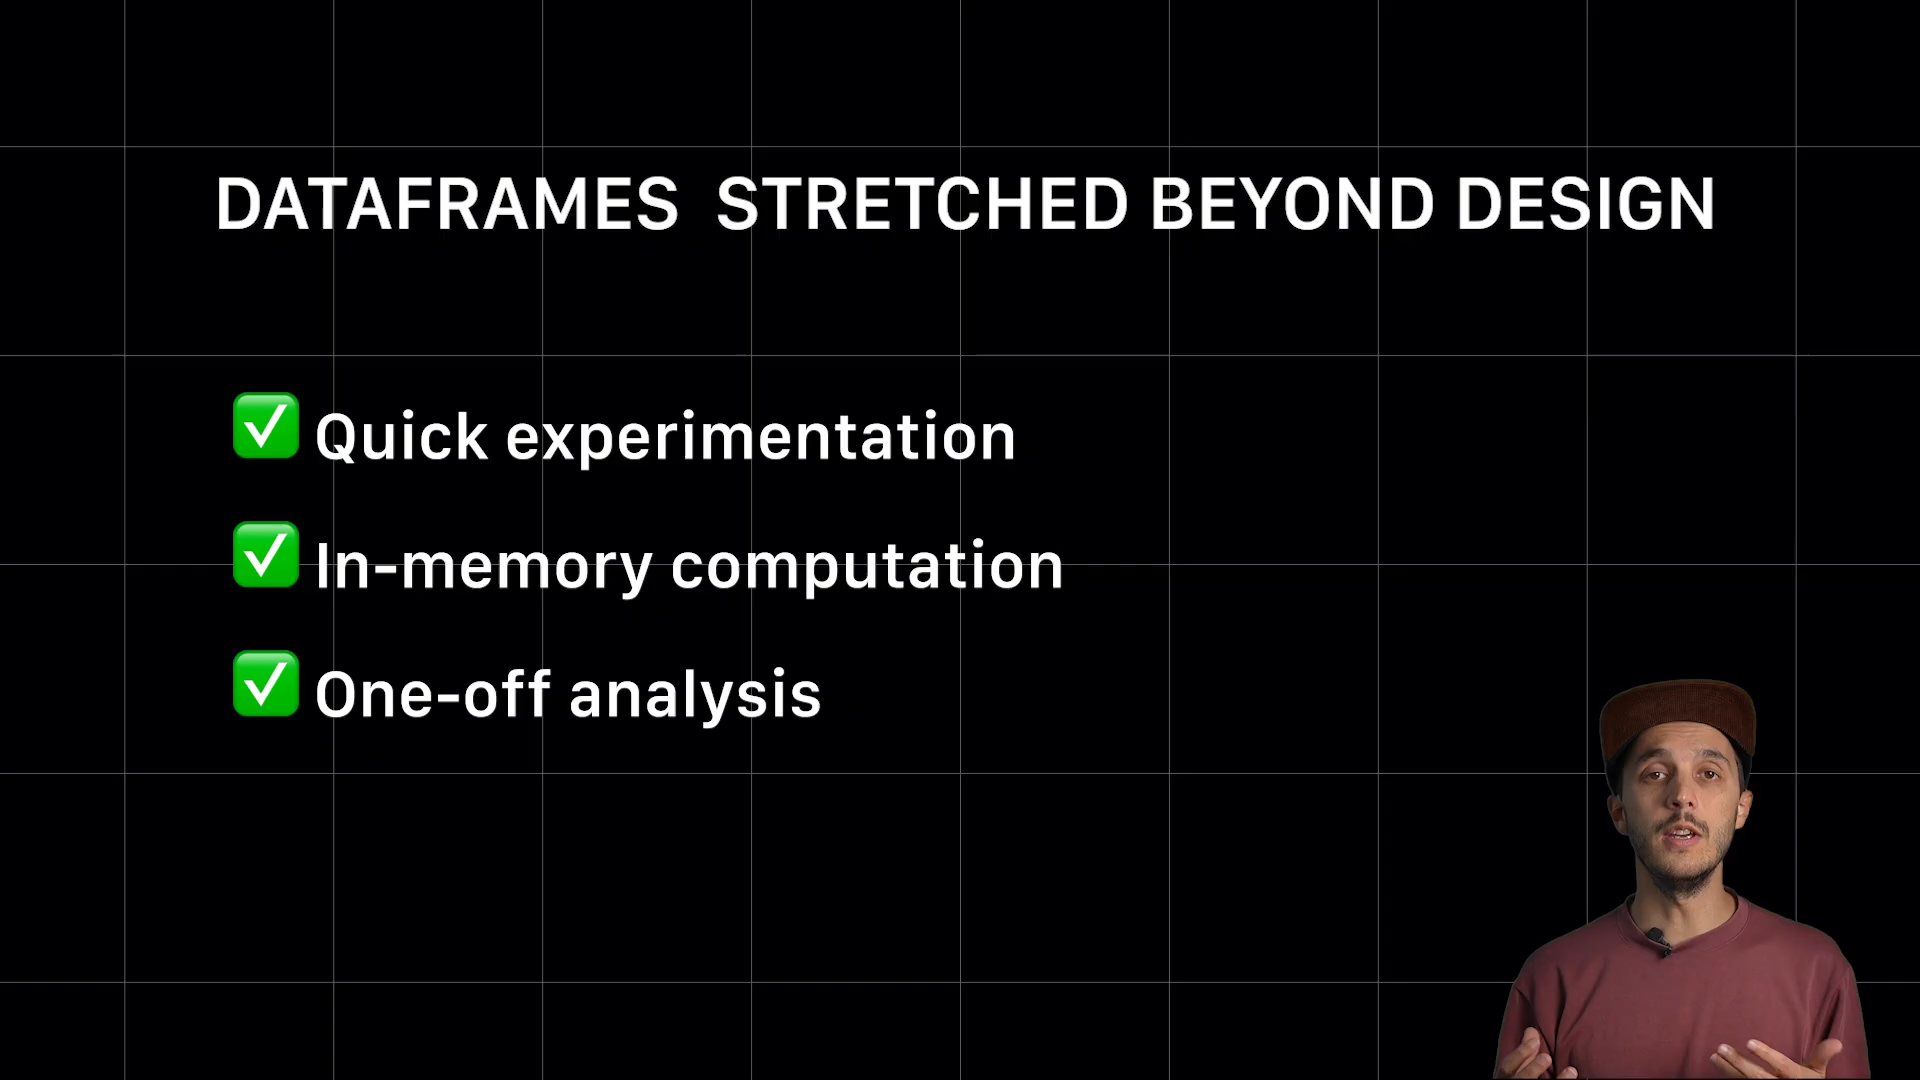 DATAFRAMES  STRETCHED BEYOND DESIGN
✅ Quick experimentation
✅ In-memory computation
✅ One-off analysis